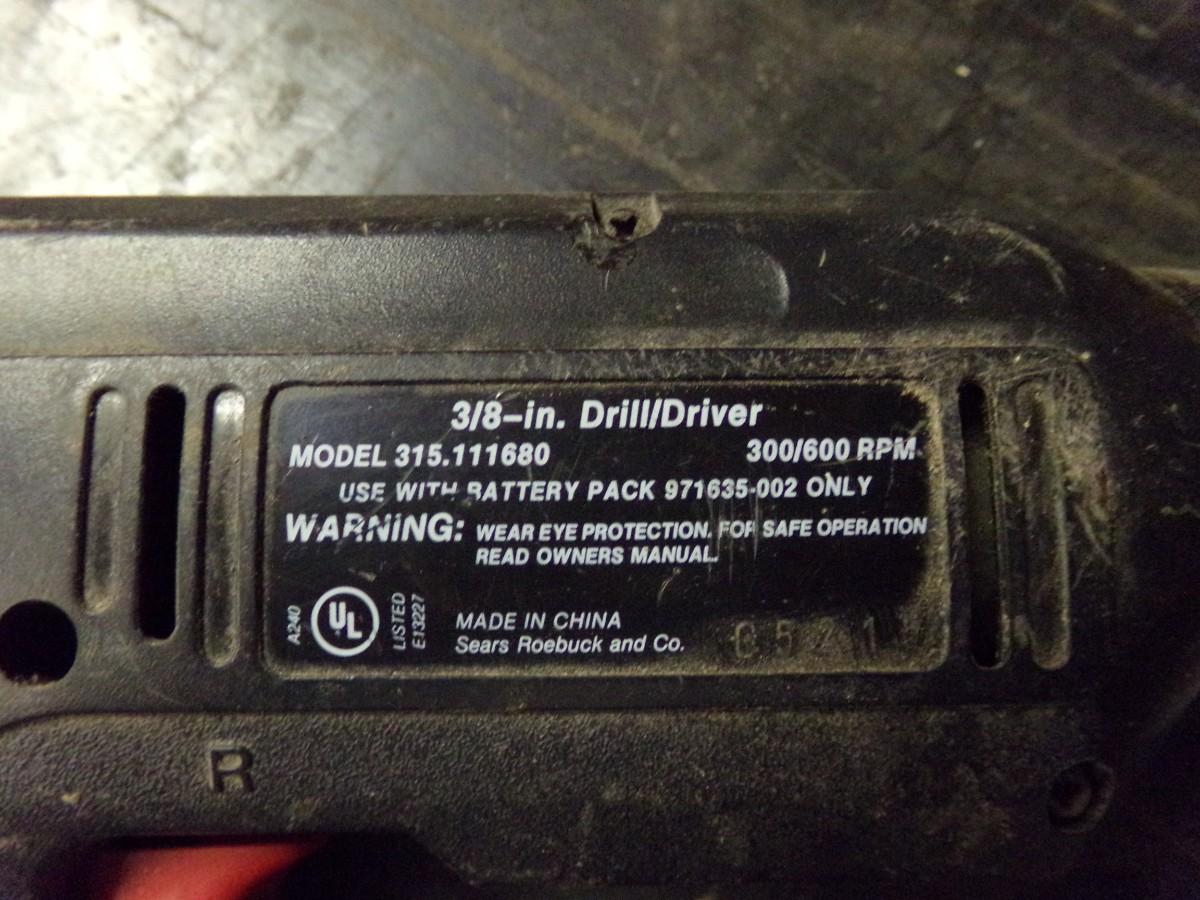 3/8-in. Drill/Driver
MODEL 315.111680 300/600 RPM
USE WITH BATTERY PACK 971635-002 ONLY
WARNING: WEAR EYE PROTECTION. FOR SAFE OPERATION
READ OWNERS MANUAL.
A240
UL
LISTED
E13227
MADE IN CHINA
Sears Roebuck and Co.
R